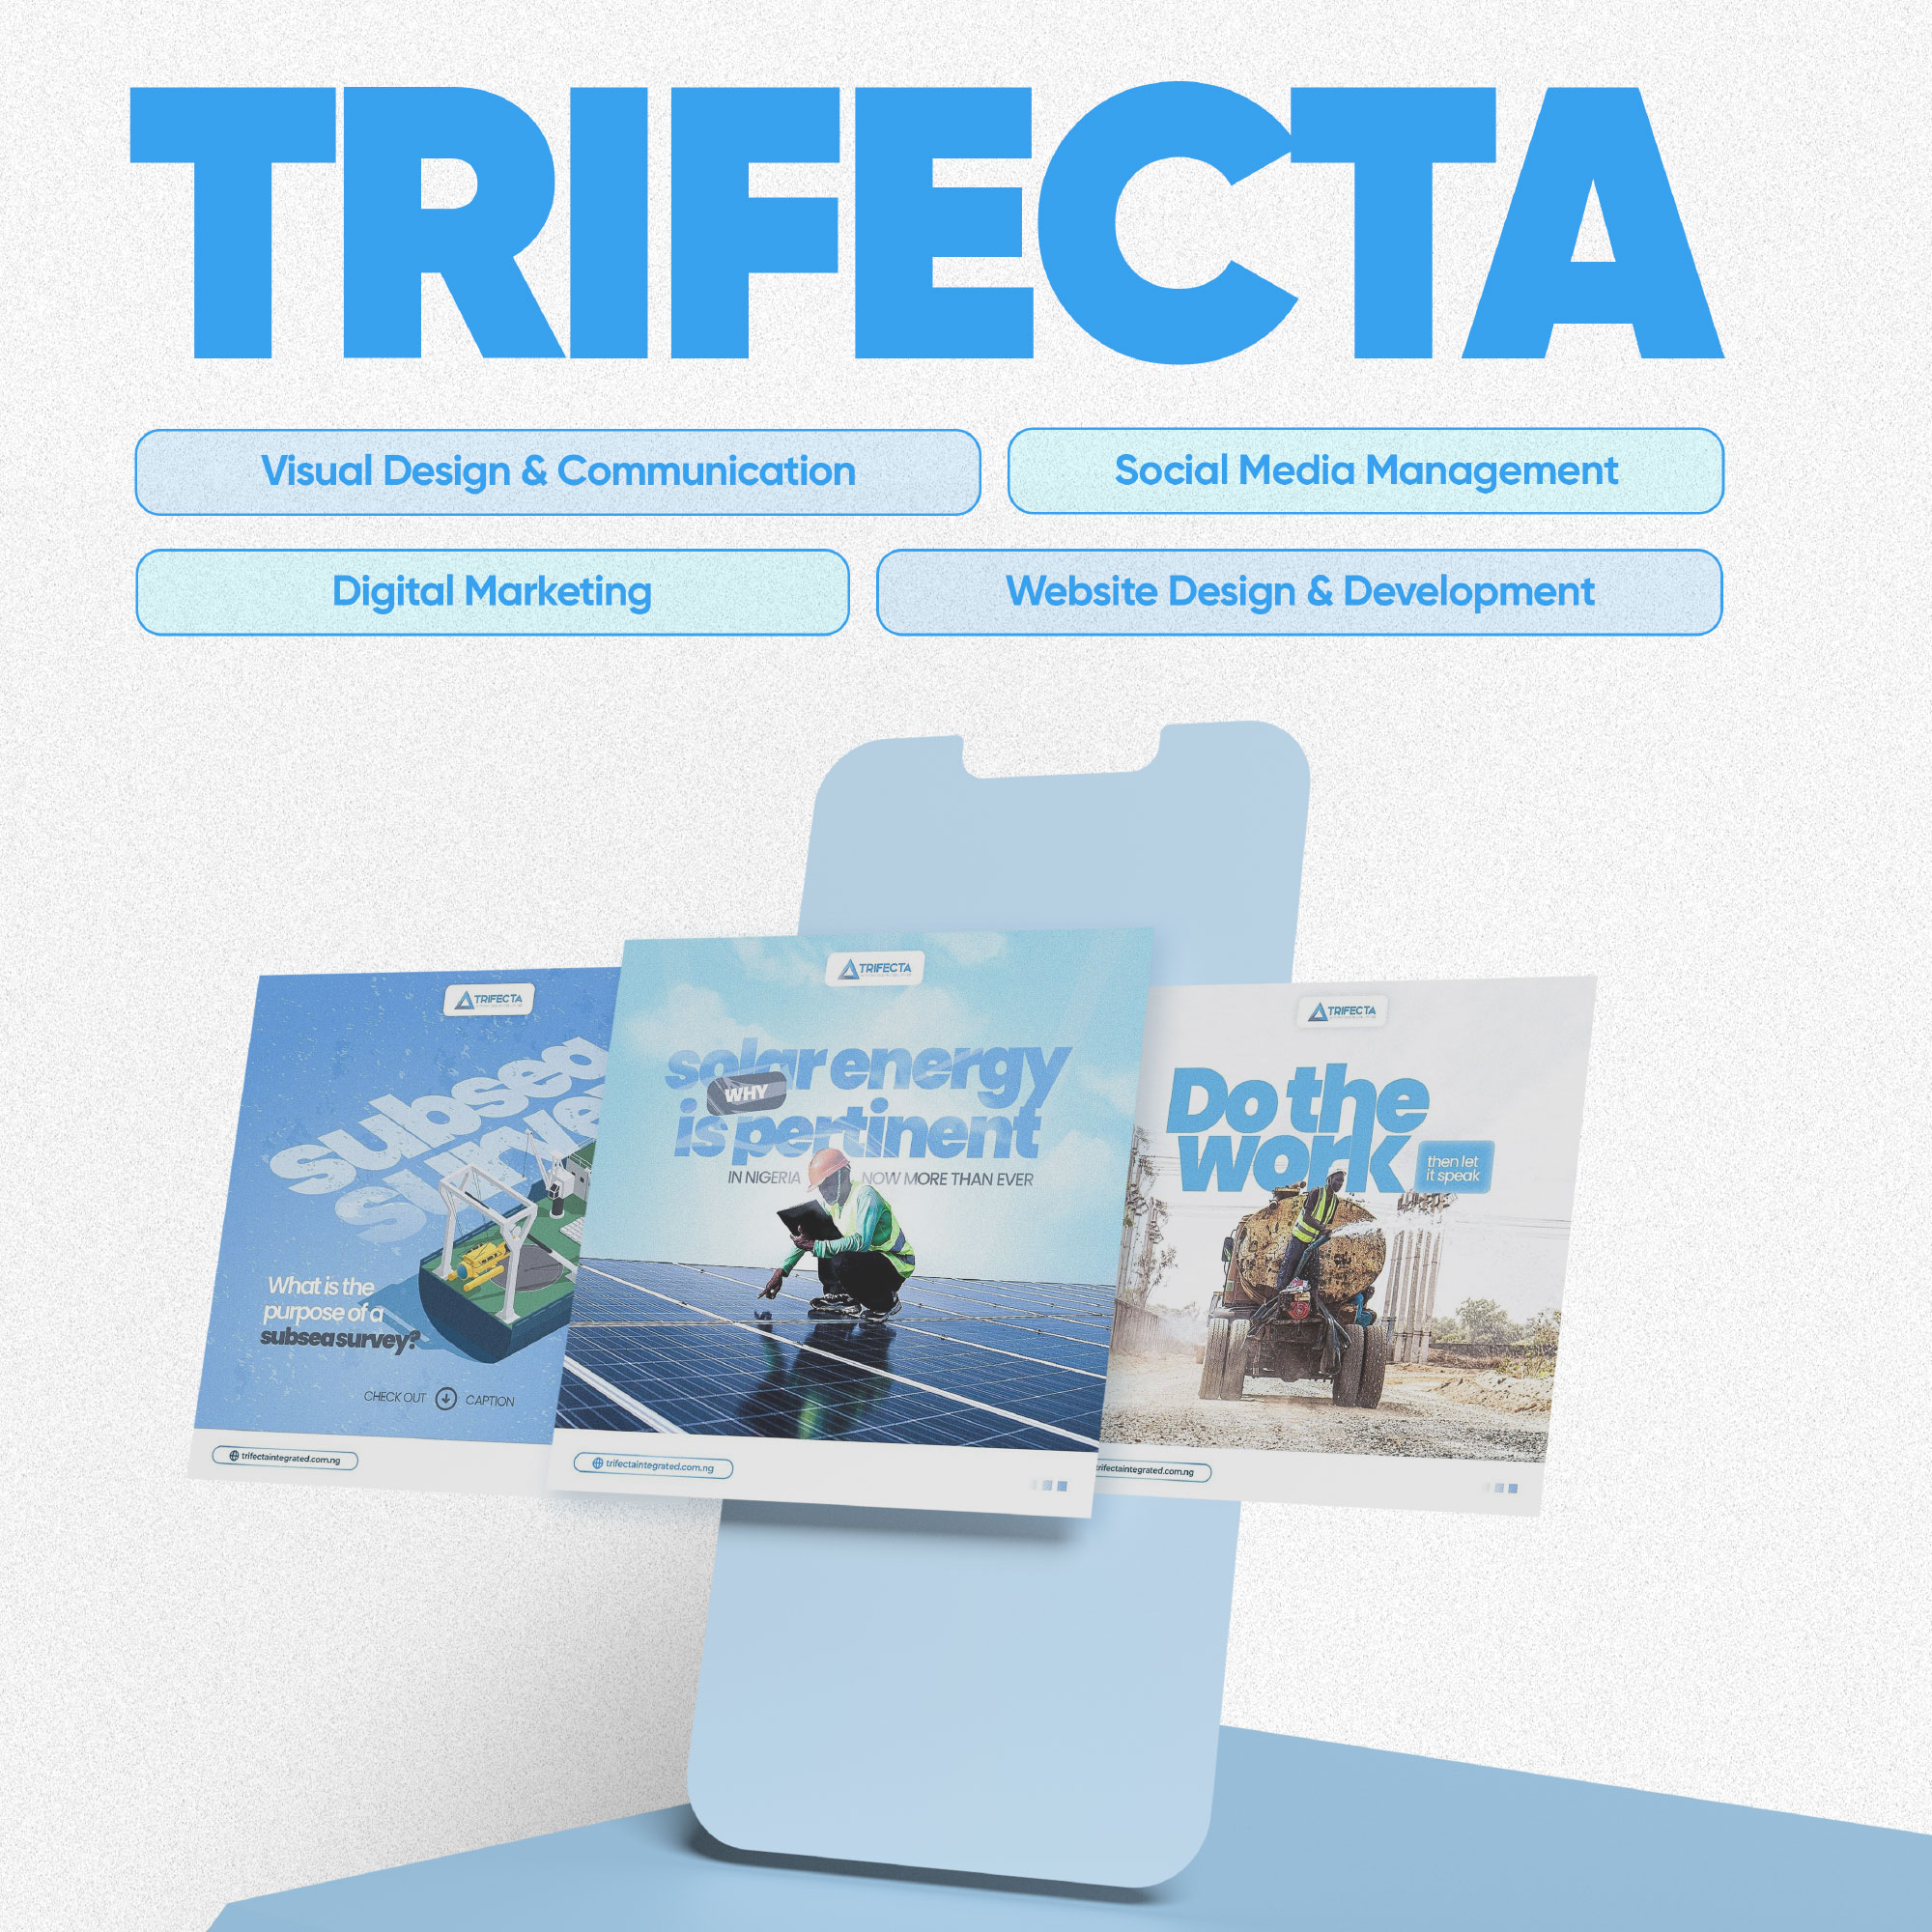 TRIFECTA
Visual Design & Communication
Social Media Management
Digital Marketing
Website Design & Development
TRIFECTA
subsea
What is the
purpose of a
subsea survey?
CHECK OUT
CAPTION
trifectaintegrated.com.ng
TRIFECTA
solar energy
WHY
is pertinent
IN NIGERIA
NOW MORE THAN EVER
trifectaintegrated.com.ng
TRIFECTA
Do the
work
then let
it speak
trifectaintegrated.com.ng